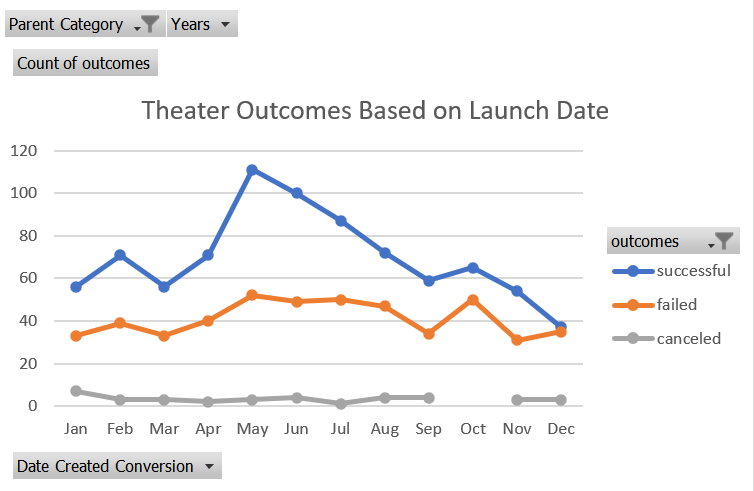 Parent Category Years
Count of outcomes
Theater Outcomes Based on Launch Date
120
100
80
60
40
20
0
Jan Feb Mar Apr May Jun Jul Aug Sep Oct Nov Dec
outcomes
successful
failed
canceled
Date Created Conversion